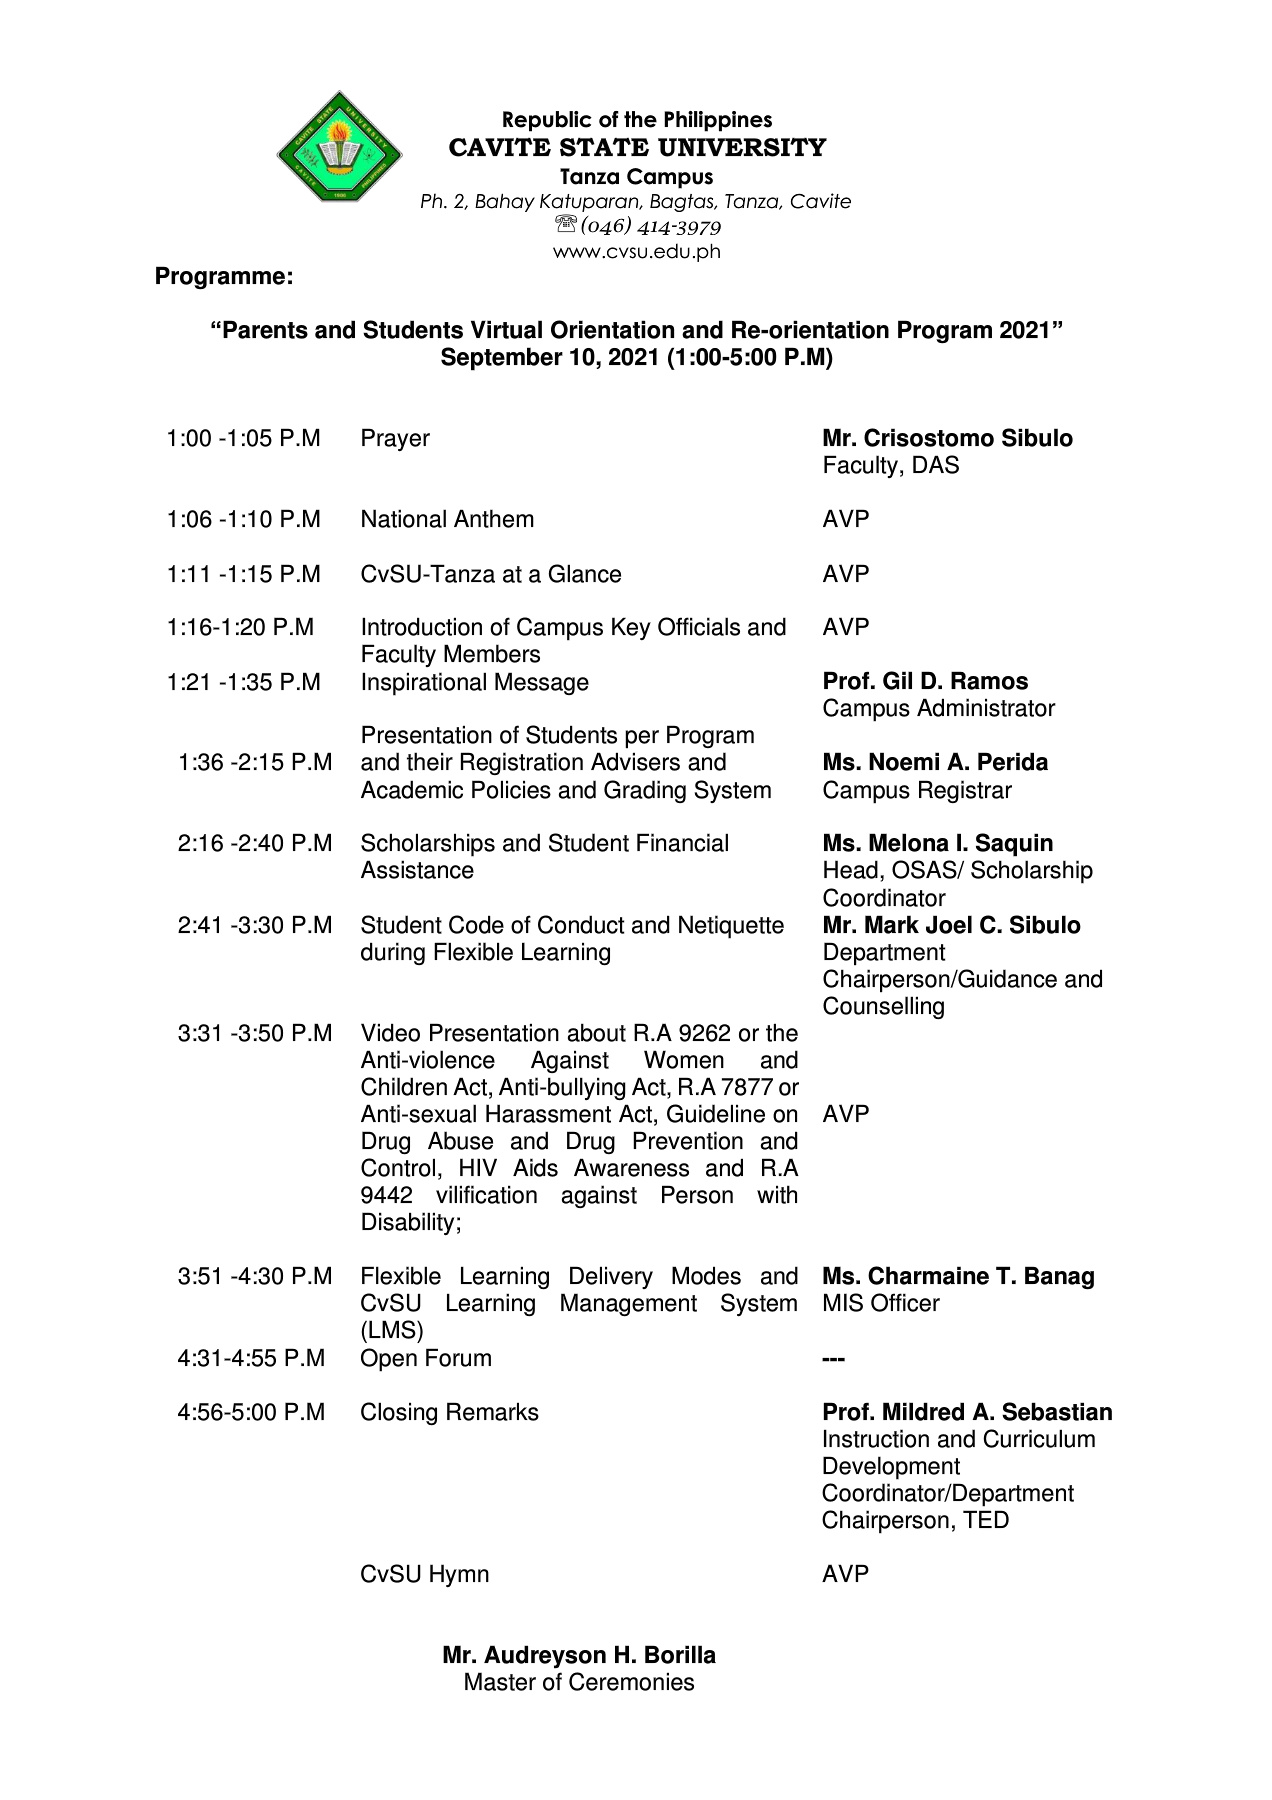 CAVITE STATE UNIVERSITY
CAVITE PHILIPPINES
1906
Republic of the Philippines
CAVITE STATE UNIVERSITY
Tanza Campus
Ph. 2, Bahay Katuparan, Bagtas, Tanza, Cavite
☏(046) 414-3979
www.cvsu.edu.ph
Programme:
“Parents and Students Virtual Orientation and Re-orientation Program 2021”
September 10, 2021 (1:00-5:00 P.M)
1:00 -1:05 P.M Prayer Mr. Crisostomo Sibulo
Faculty, DAS
1:06 -1:10 P.M National Anthem AVP
1:11 -1:15 P.M CvSU-Tanza at a Glance AVP
1:16-1:20 P.M Introduction of Campus Key Officials and AVP
Faculty Members
1:21 -1:35 P.M Inspirational Message Prof. Gil D. Ramos
Campus Administrator
Presentation of Students per Program
1:36 -2:15 P.M and their Registration Advisers and Ms. Noemi A. Perida
Academic Policies and Grading System Campus Registrar
2:16 -2:40 P.M Scholarships and Student Financial Ms. Melona I. Saquin
Assistance Head, OSAS/ Scholarship
Coordinator
2:41 -3:30 P.M Student Code of Conduct and Netiquette Mr. Mark Joel C. Sibulo
during Flexible Learning Department
Chairperson/Guidance and
Counselling
3:31 -3:50 P.M Video Presentation about R.A 9262 or the
Anti-violence Against Women and
Children Act, Anti-bullying Act, R.A 7877 or
Anti-sexual Harassment Act, Guideline on AVP
Drug Abuse and Drug Prevention and
Control, HIV Aids Awareness and R.A
9442 vilification against Person with
Disability;
3:51 -4:30 P.M Flexible Learning Delivery Modes and Ms. Charmaine T. Banag
CvSU Learning Management System MIS Officer
(LMS)
4:31-4:55 P.M Open Forum ---
4:56-5:00 P.M Closing Remarks Prof. Mildred A. Sebastian
Instruction and Curriculum
Development
Coordinator/Department
Chairperson, TED
CvSU Hymn AVP
Mr. Audreyson H. Borilla
Master of Ceremonies